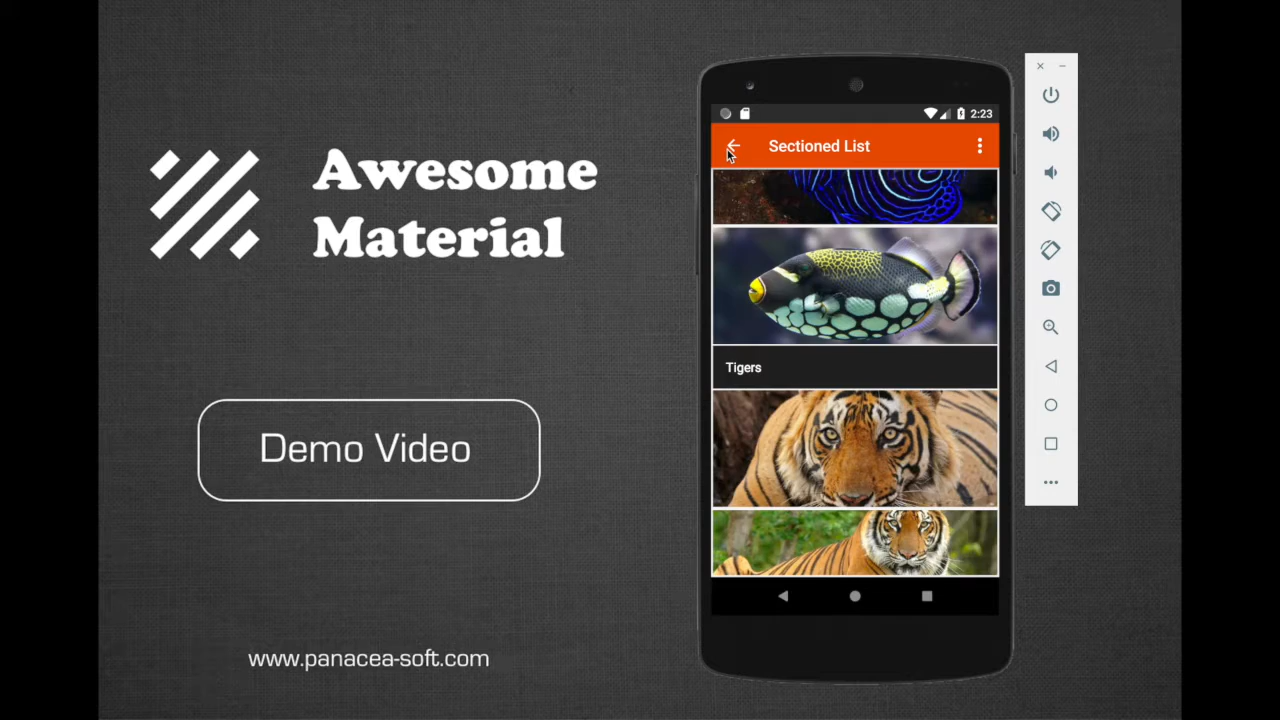 Awesome
Material
Demo Video
www.panacea-soft.com
2:23
Sectioned List
Tigers